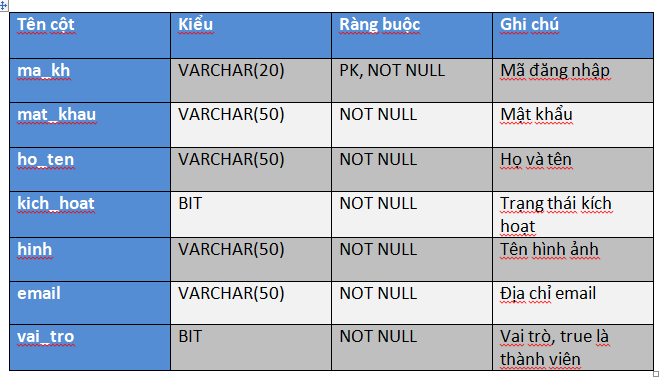 Tên cột Kiểu Ràng buộc Ghi chú
ma_kh VARCHAR(20) PK, NOT NULL Mã đăng nhập
mat_khau VARCHAR(50) NOT NULL Mật khẩu
ho_ten VARCHAR(50) NOT NULL Họ và tên
kich_hoat BIT NOT NULL Trạng thái kích
hoạt
hinh VARCHAR(50) NOT NULL Tên hình ảnh
email VARCHAR(50) NOT NULL Địa chỉ email
vai_tro BIT NOT NULL Vai trò, true là
thành viên